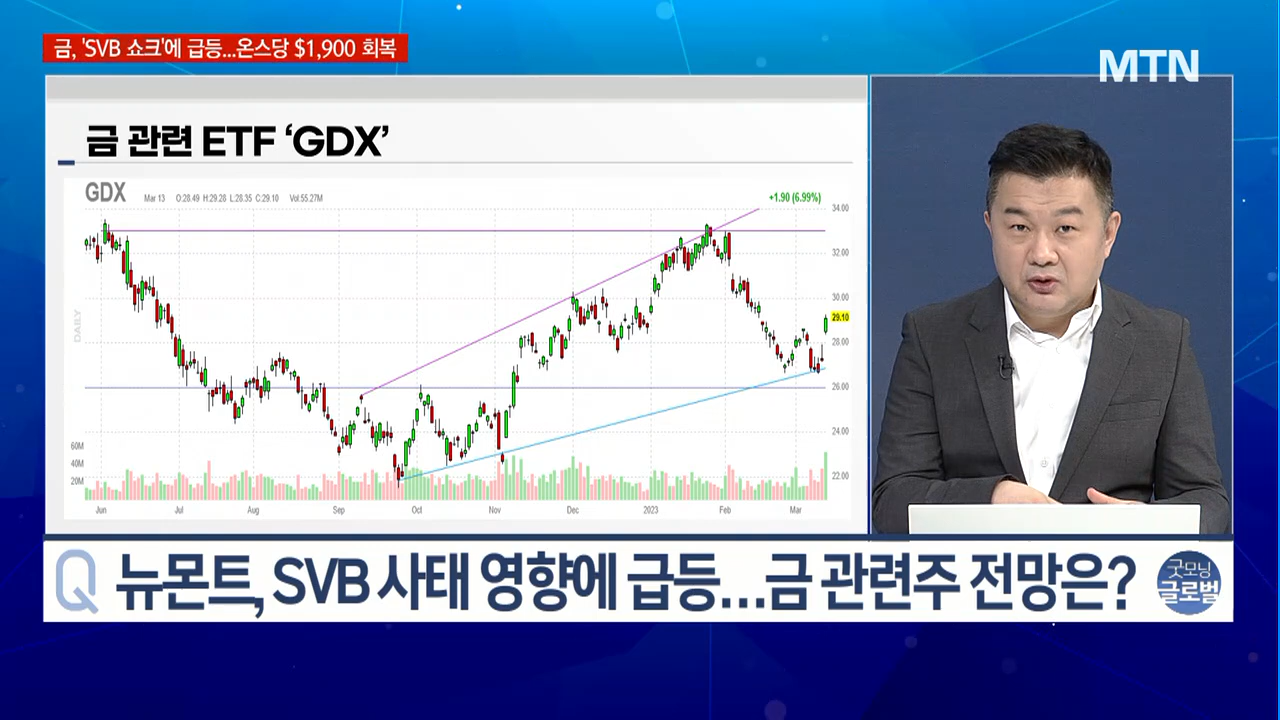 금, 'SVB 쇼크'에 급등...온스당 $1,900 회복
MTN
금 관련 ETF ‘GDX’
GDX Mar 13 O:28.49 H:29.28 L:28.35 C:29.10 Vol:55.27M +1.90 (6.99%)
34.00
32.00
30.00
29.10
28.00
26.00
24.00
22.00
DAILY
60M
40M
20M
Jun Jul Aug Sep Oct Nov Dec 2023 Feb Mar
Q 뉴몬트, SVB 사태 영향에 급등...금 관련주 전망은?
굿모닝
글로벌